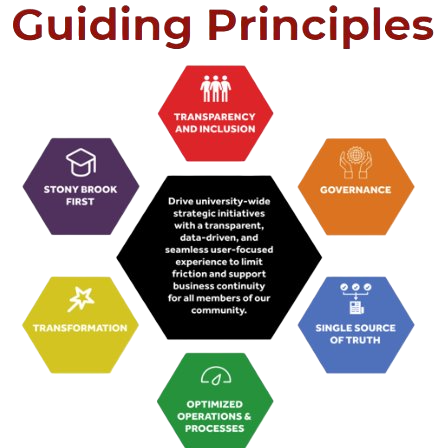 Guiding Principles
TRANSPARENCY
AND INCLUSION
STONY BROOK
FIRST
GOVERNANCE
Drive university-wide
strategic initiatives
with a transparent,
data-driven, and
seamless user-focused
experience to limit
friction and support
business continuity
for all members of our
community.
TRANSFORMATION
SINGLE SOURCE
OF TRUTH
OPTIMIZED
OPERATIONS &
PROCESSES